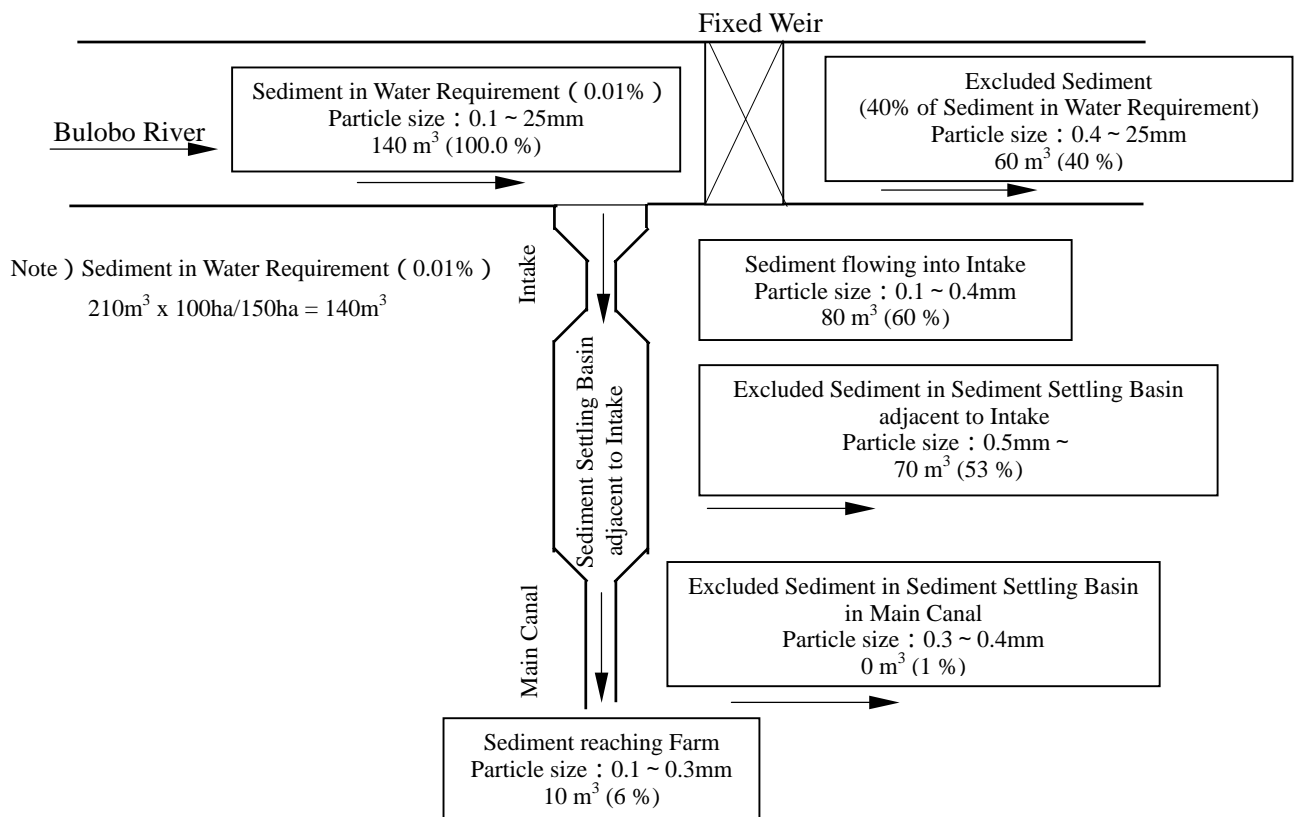 Fixed Weir
Sediment in Water Requirement ( 0.01% )
Particle size : 0.1 ~ 25mm
140 m³ (100.0 %)
Bulobo River
Excluded Sediment
(40% of Sediment in Water Requirement)
Particle size : 0.4 ~ 25mm
60 m³ (40 %)
Note ) Sediment in Water Requirement ( 0.01% )
210m³ x 100ha/150ha = 140m³
Intake
Sediment flowing into Intake
Particle size : 0.1 ~ 0.4mm
80 m³ (60 %)
Sediment Settling Basin
adjacent to Intake
Excluded Sediment in Sediment Settling Basin
adjacent to Intake
Particle size : 0.5mm ~
70 m³ (53 %)
Main Canal
Excluded Sediment in Sediment Settling Basin
in Main Canal
Particle size : 0.3 ~ 0.4mm
0 m³ (1 %)
Sediment reaching Farm
Particle size : 0.1 ~ 0.3mm
10 m³ (6 %)